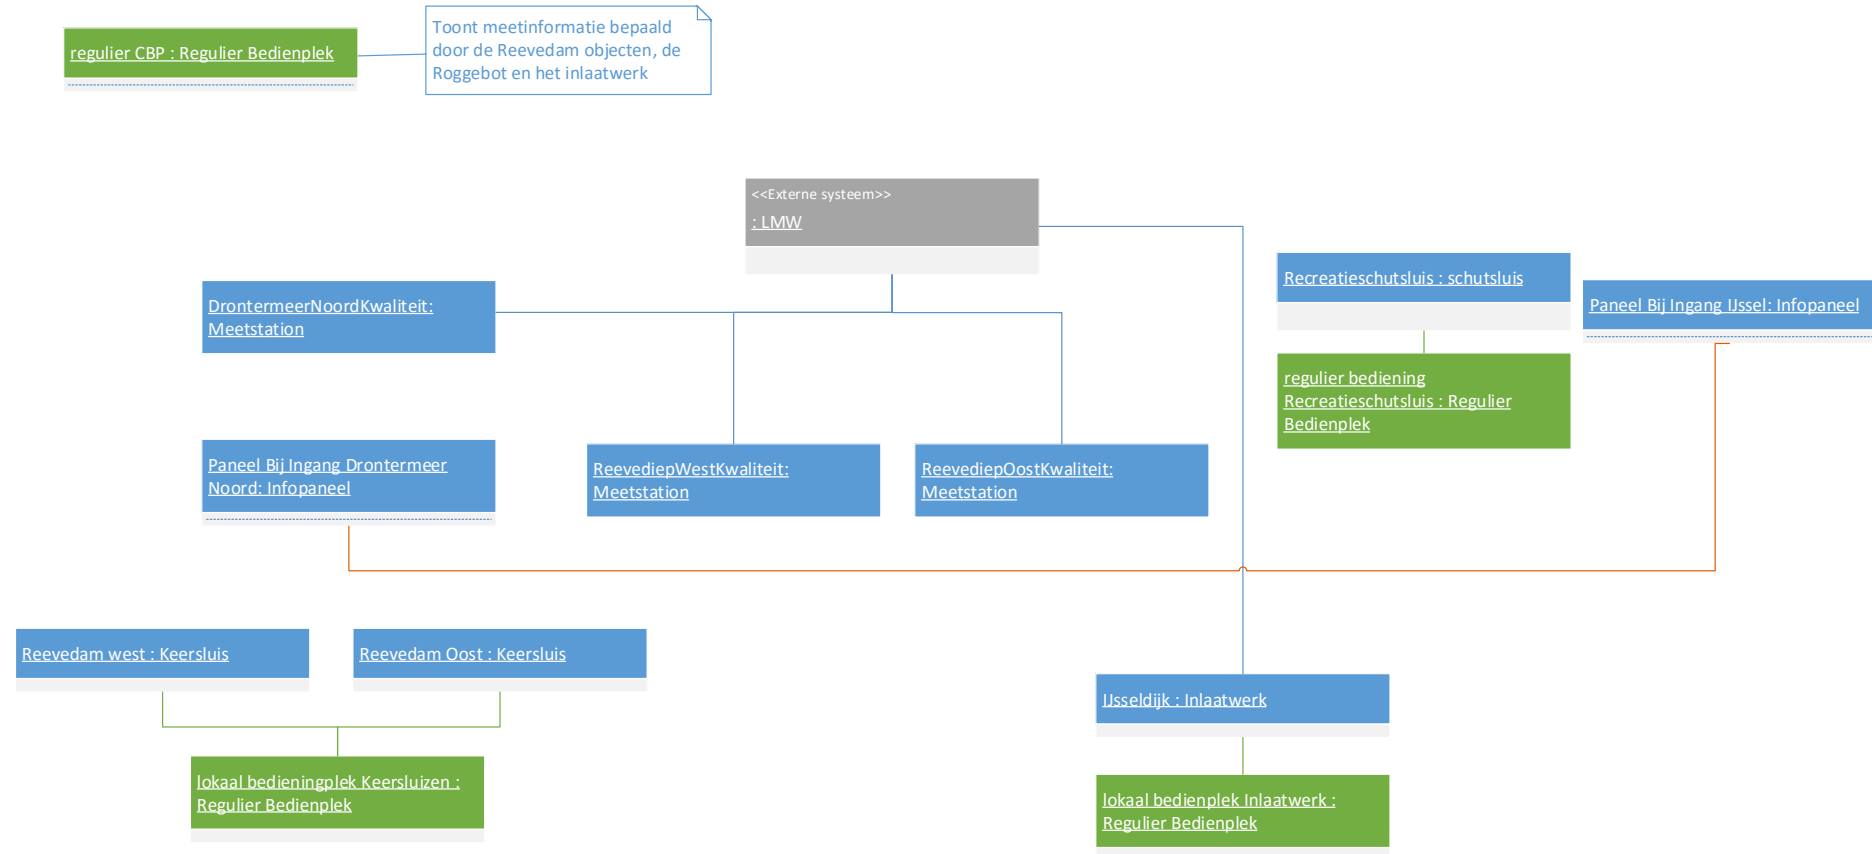 regulier CBP : Regulier Bedienplek
Toont meetinformatie bepaald
door de Reevedam objecten, de
Roggebot en het inlaatwerk
<<Externe systeem>>
: LMW
DrontermeerNoordKwaliteit:
Meetstation
Recreatieschutsluis : schutsluis
Paneel Bij Ingang IJssel: Infopaneel
regulier bediening
Recreatieschutsluis : Regulier
Bedienplek
Paneel Bij Ingang Drontermeer
Noord: Infopaneel
ReevediepWestKwaliteit:
Meetstation
ReevediepOostKwaliteit:
Meetstation
Reevedam west : Keersluis
Reevedam Oost : Keersluis
IJsseldijk : Inlaatwerk
lokaal bedieningplek Keersluizen :
Regulier Bedienplek
lokaal bedienplek Inlaatwerk :
Regulier Bedienplek